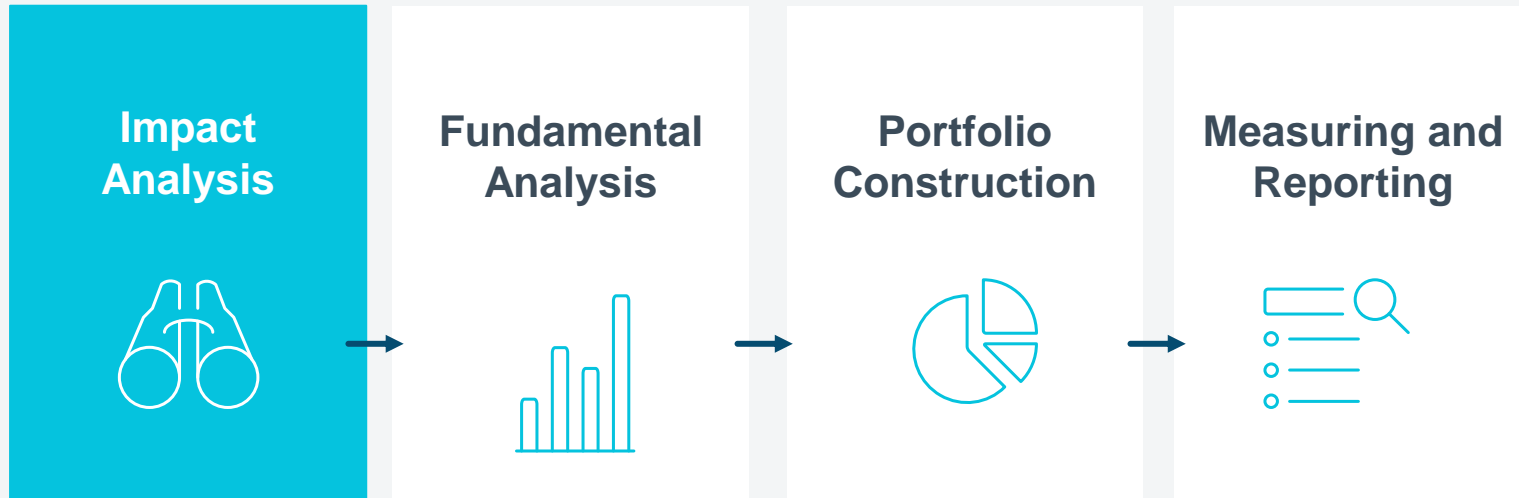 Impact
Analysis
Fundamental
Analysis
Portfolio
Construction
Measuring and
Reporting